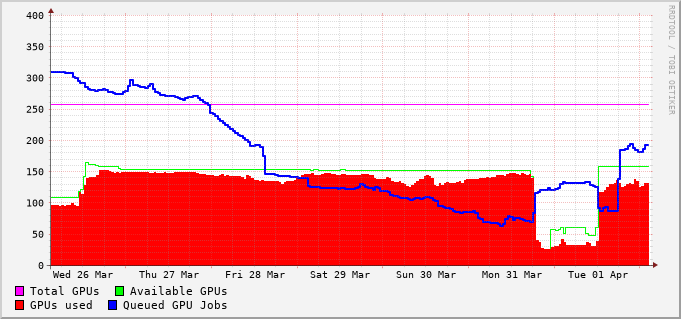 400
350
300
250
200
150
100
50
0
Wed 26 Mar Thu 27 Mar Fri 28 Mar Sat 29 Mar Sun 30 Mar Mon 31 Mar Tue 01 Apr
Total GPUs Available GPUs
GPUs used Queued GPU Jobs
RRDTOOL / TOBI OETIKER